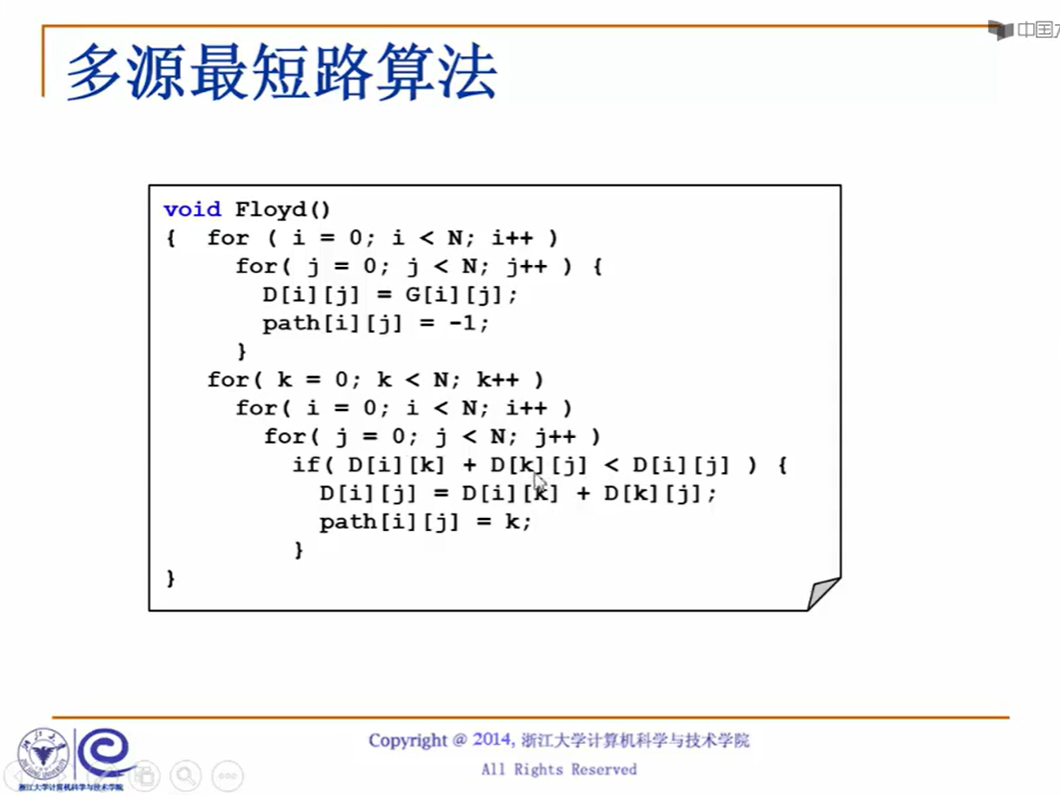 中国
多源最短路算法
void Floyd()
{  for ( i = 0; i < N; i++ )
     for( j = 0; j < N; j++ ) {
       D[i][j] = G[i][j];
       path[i][j] = -1;
     }
   for( k = 0; k < N; k++ )
     for( i = 0; i < N; i++ )
       for( j = 0; j < N; j++ )
         if( D[i][k] + D[k][j] < D[i][j] ) {
           D[i][j] = D[i][k] + D[k][j];
           path[i][j] = k;
         }
}
Copyright @ 2014, 浙江大学计算机科学与技术学院
All Rights Reserved
浙江大学计算机科学与技术学院